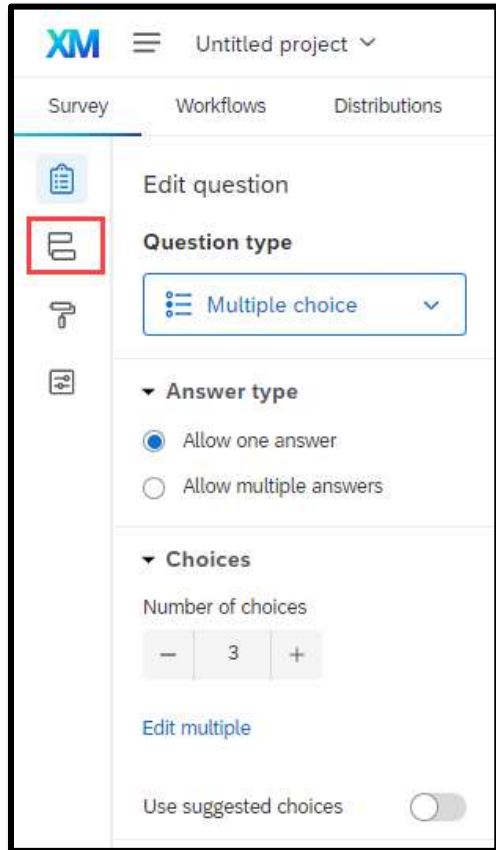 XM Untitled project
Survey Workflows Distributions
Edit question
Question type
Multiple choice
Answer type
Allow one answer
Allow multiple answers
Choices
Number of choices
− 3 +
Edit multiple
Use suggested choices